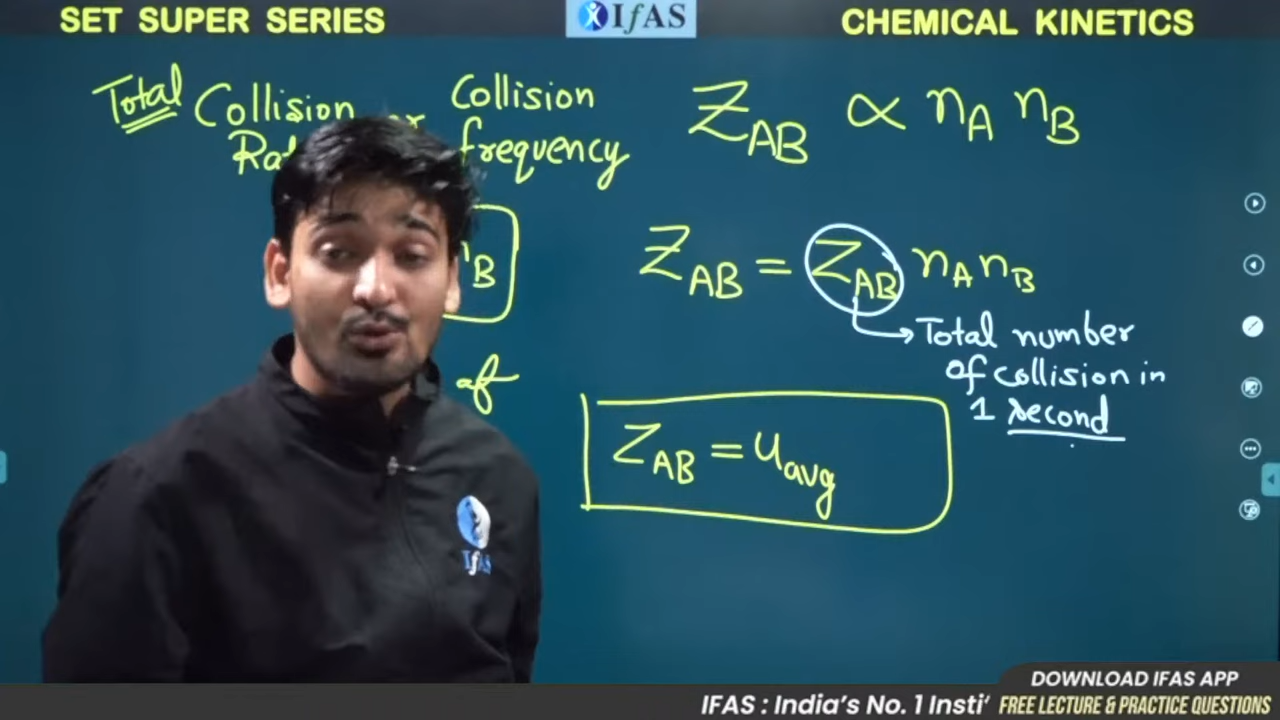 SET SUPER SERIES
IfAS
CHEMICAL KINETICS
Total Collision
Collision frequency
Z_AB ∝ n_A n_B
Z_AB = Z_AB n_A n_B
Total number
of collision in
1 second
B
of
Z_AB = u_avg
IfAS
DOWNLOAD IFAS APP
IFAS : India's No. 1 Insti'
FREE LECTURE & PRACTICE QUESTIONS